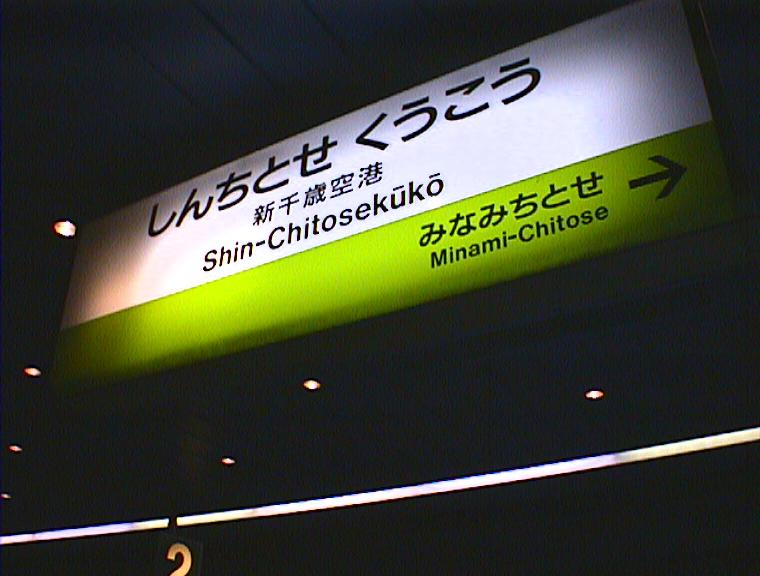 しんちとせ くうこう
新千歳空港
Shin-Chitosekūkō
みなみちとせ →
Minami-Chitose
2